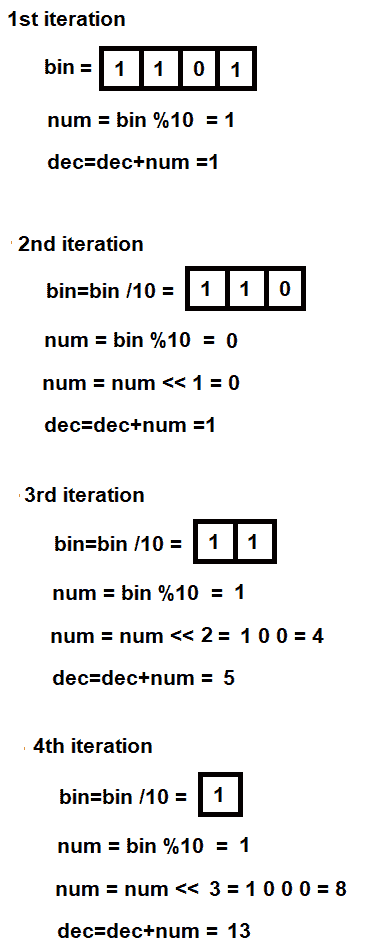 1st iteration
bin = 1 1 0 1
num = bin %10 = 1
dec=dec+num =1
2nd iteration
bin=bin /10 = 1 1 0
num = bin %10 = 0
num = num << 1 = 0
dec=dec+num =1
3rd iteration
bin=bin /10 = 1 1
num = bin %10 = 1
num = num << 2 = 1 0 0 = 4
dec=dec+num = 5
4th iteration
bin=bin /10 = 1
num = bin %10 = 1
num = num << 3 = 1 0 0 0 = 8
dec=dec+num = 13